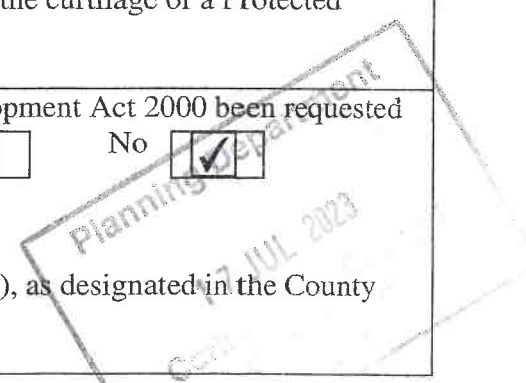 the curtilage of a Protected
opment Act 2000 been requested
No ✓
Planning Department
17 JUL 2023
), as designated in the County